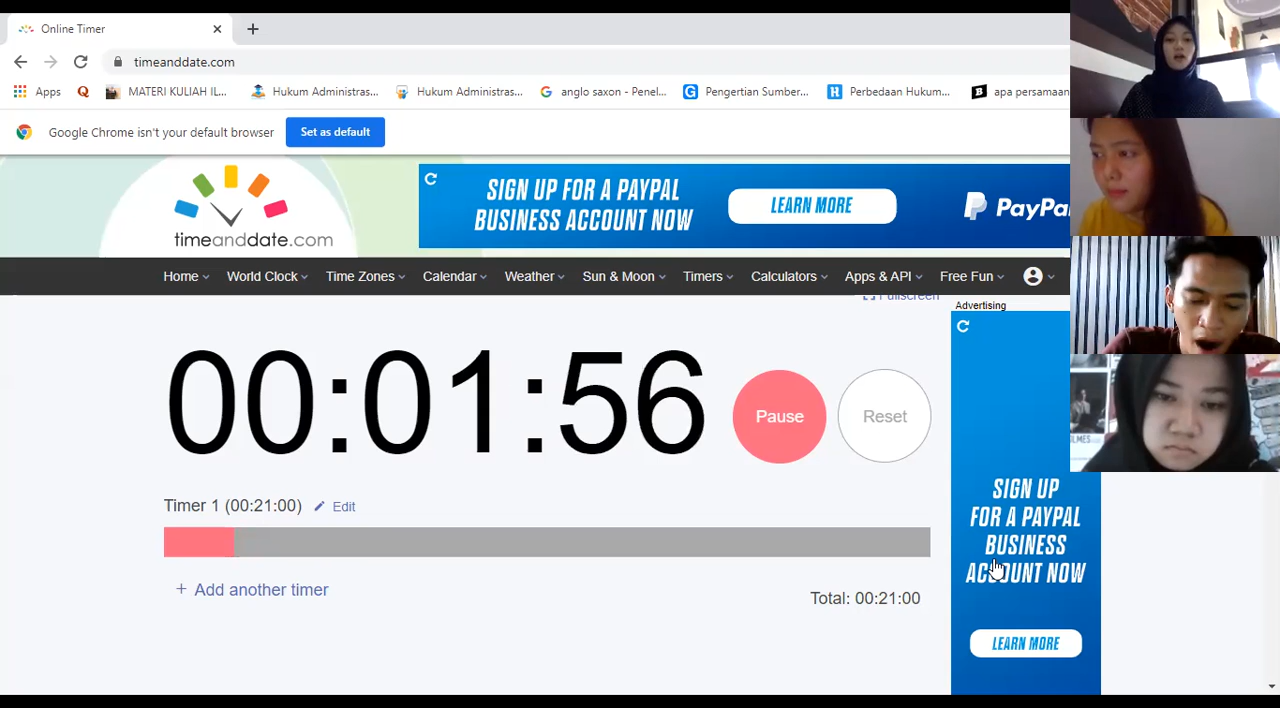 Online Timer
timeanddate.com
Apps
MATERI KULIAH IL...
Hukum Administras...
Hukum Administras...
anglo saxon - Penel...
Pengertian Sumber...
Perbedaan Hukum...
apa persamaan
Google Chrome isn't your default browser
Set as default
timeanddate.com
SIGN UP FOR A PAYPAL
BUSINESS ACCOUNT NOW
LEARN MORE
PayPa
Home
World Clock
Time Zones
Calendar
Weather
Sun & Moon
Timers
Calculators
Apps & API
Free Fun
Fullscreen
Advertising
00:01:56
Pause
Reset
Timer 1 (00:21:00)
Edit
+ Add another timer
Total: 00:21:00
SIGN UP
FOR A PAYPAL
BUSINESS
ACCOUNT NOW
LEARN MORE